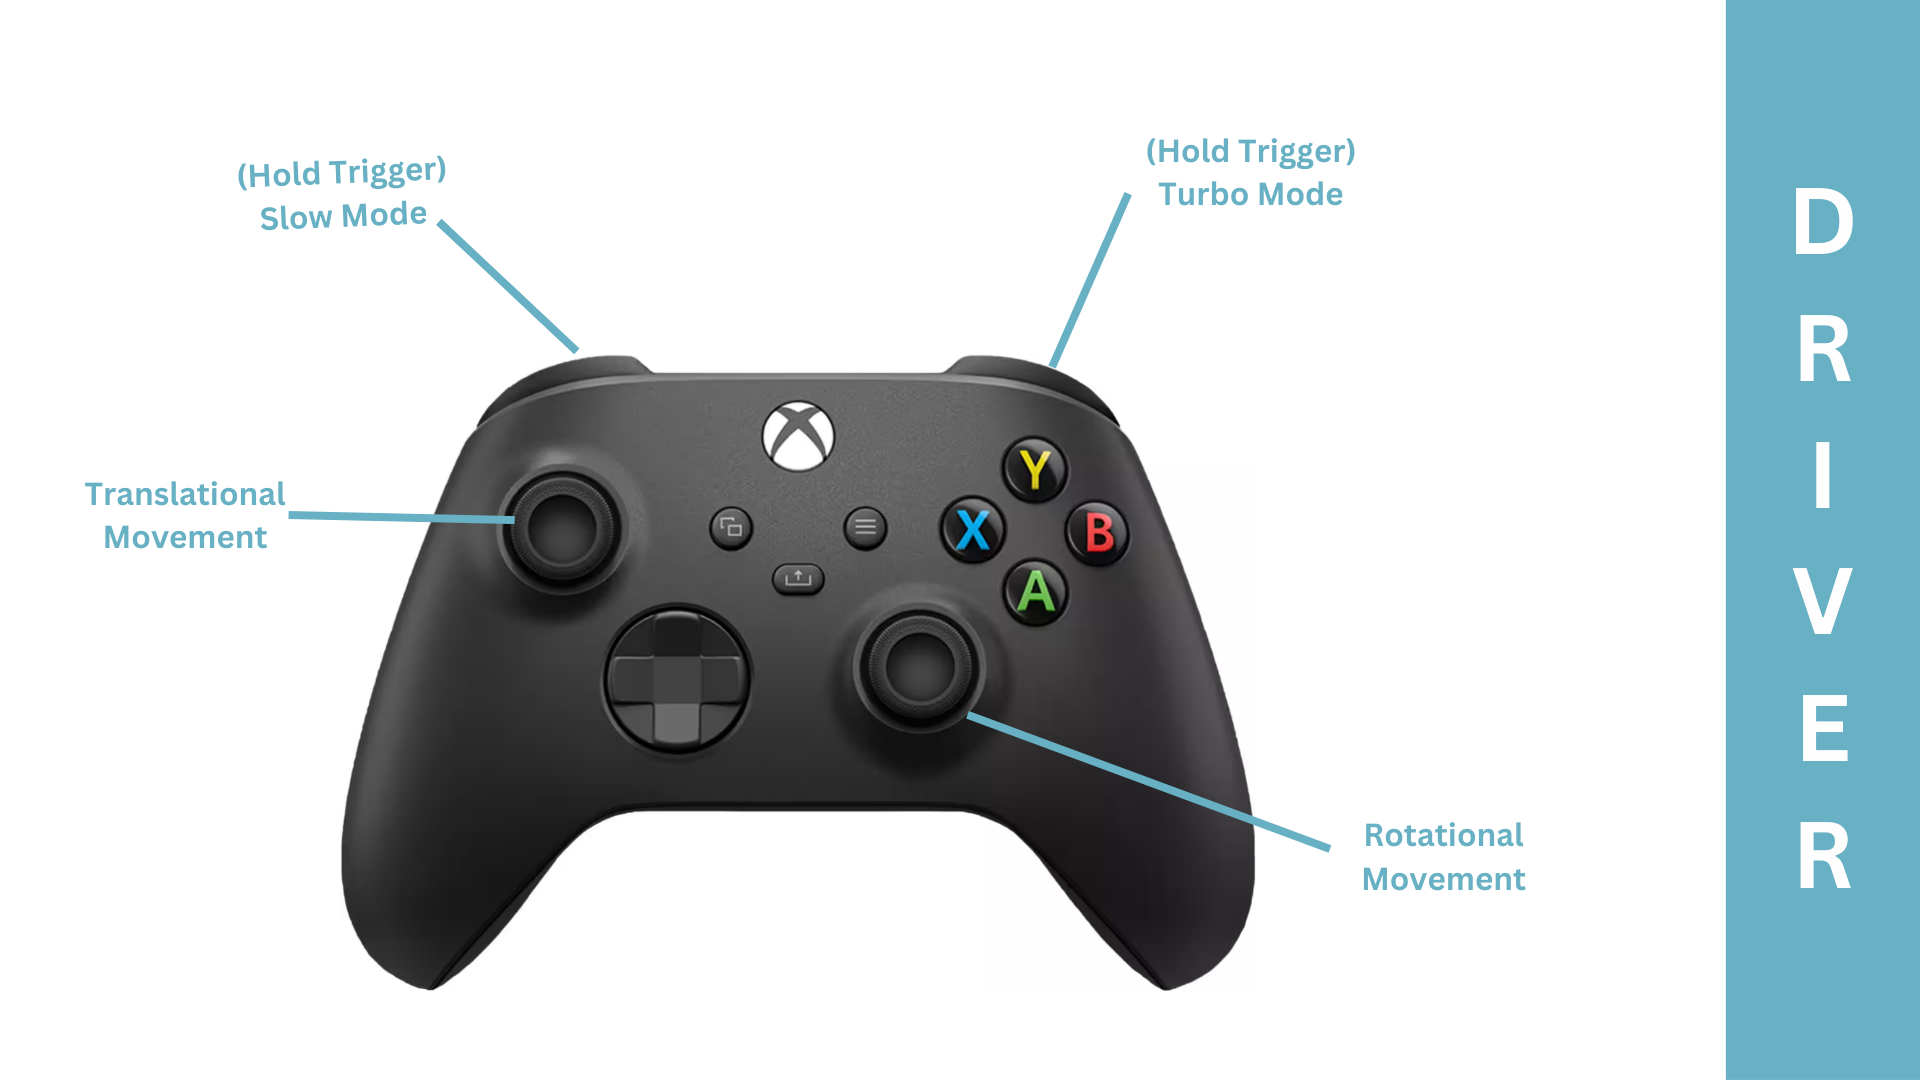 (Hold Trigger)
Slow Mode
(Hold Trigger)
Turbo Mode
Translational
Movement
Y
X
B
A
Rotational
Movement
D
R
I
V
E
R